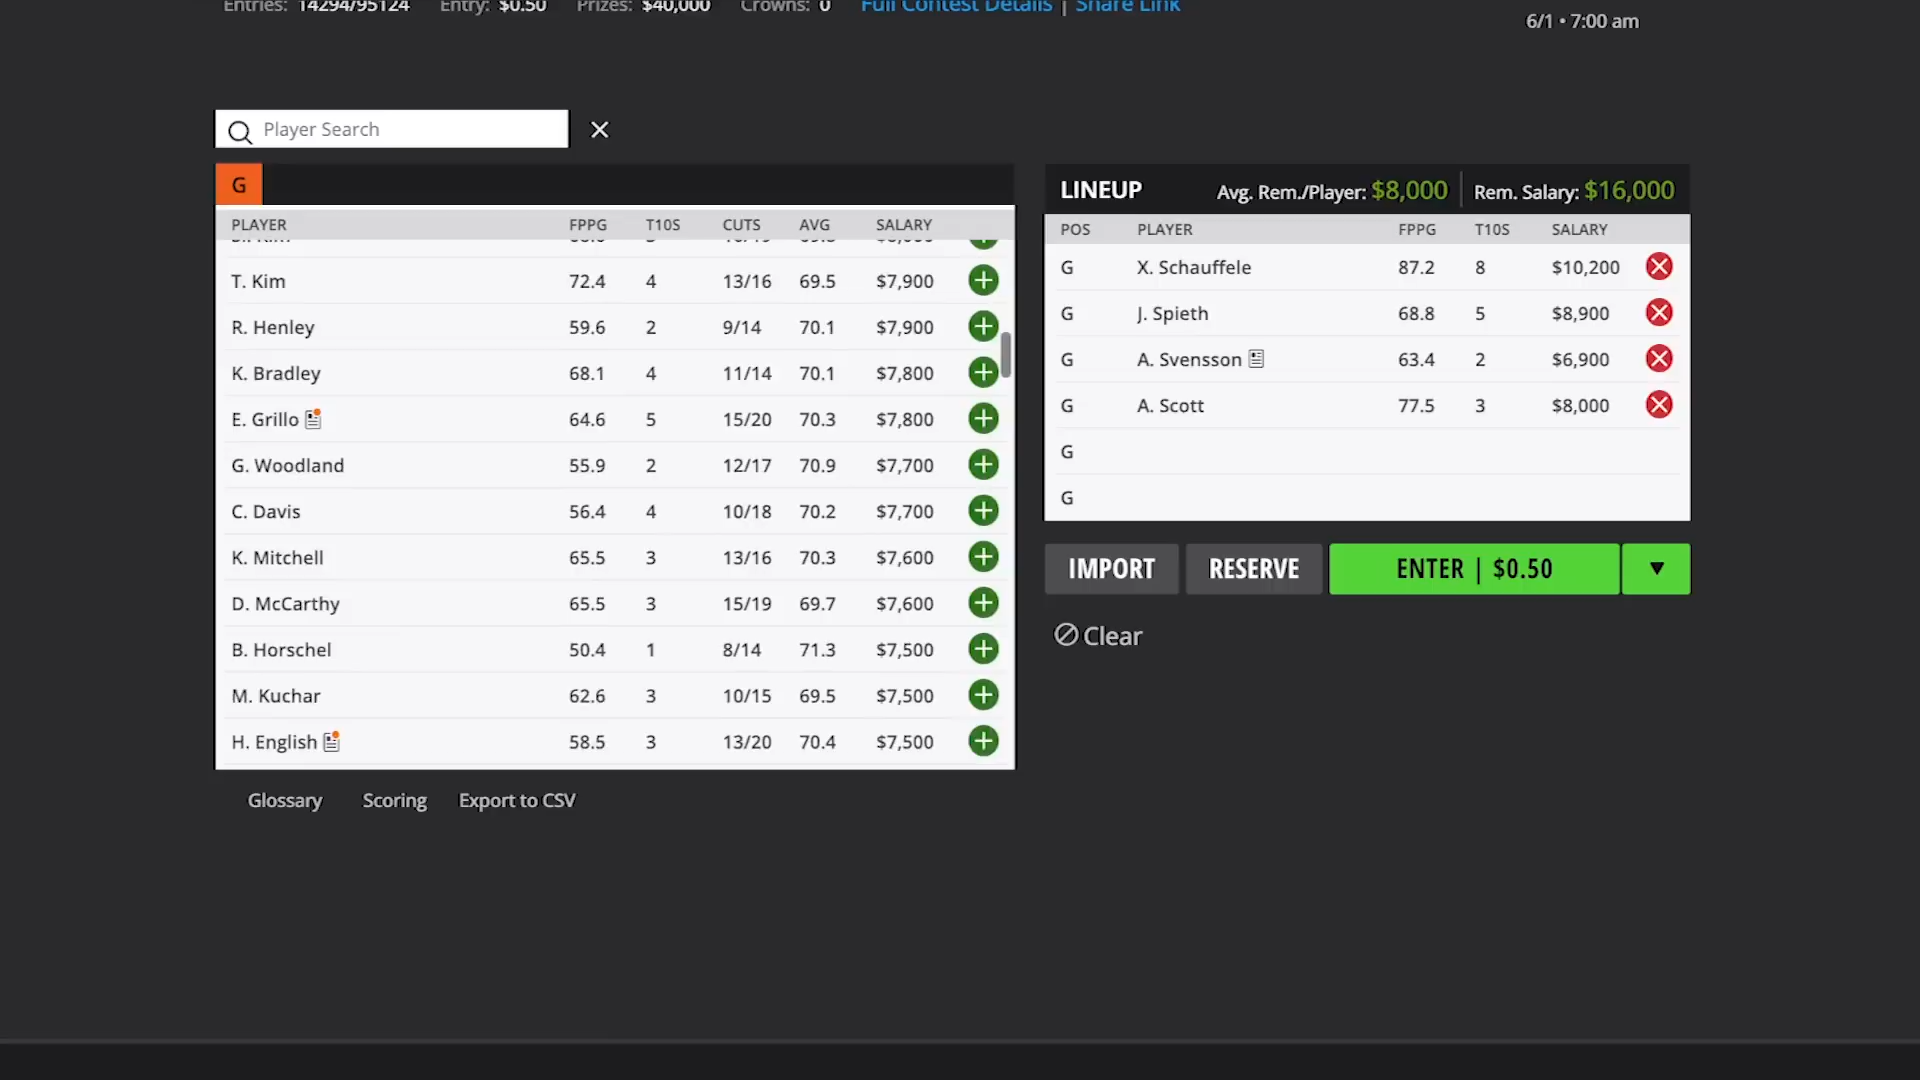 Entries: 14294/95124 Entry: $0.50 Prizes: $40,000 Crowns: 0 Full Contest Details | Share Link
6/1 • 7:00 am
Player Search
G
PLAYER FPPG T10S CUTS AVG SALARY
T. Kim 72.4 4 13/16 69.5 $7,900
R. Henley 59.6 2 9/14 70.1 $7,900
K. Bradley 68.1 4 11/14 70.1 $7,800
E. Grillo 64.6 5 15/20 70.3 $7,800
G. Woodland 55.9 2 12/17 70.9 $7,700
C. Davis 56.4 4 10/18 70.2 $7,700
K. Mitchell 65.5 3 13/16 70.3 $7,600
D. McCarthy 65.5 3 15/19 69.7 $7,600
B. Horschel 50.4 1 8/14 71.3 $7,500
M. Kuchar 62.6 3 10/15 69.5 $7,500
H. English 58.5 3 13/20 70.4 $7,500
Glossary Scoring Export to CSV
LINEUP Avg. Rem./Player: $8,000 Rem. Salary: $16,000
POS PLAYER FPPG T10S SALARY
G X. Schauffele 87.2 8 $10,200
G J. Spieth 68.8 5 $8,900
G A. Svensson 63.4 2 $6,900
G A. Scott 77.5 3 $8,000
G
G
IMPORT RESERVE ENTER | $0.50 ▼
Clear